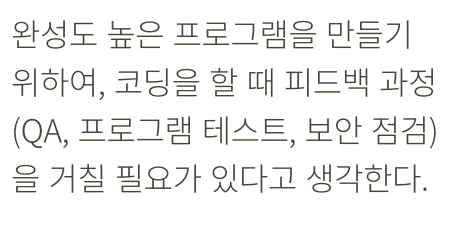 완성도 높은 프로그램을 만들기
위하여, 코딩을 할 때 피드백 과정
(QA, 프로그램 테스트, 보안 점검)
을 거칠 필요가 있다고 생각한다.